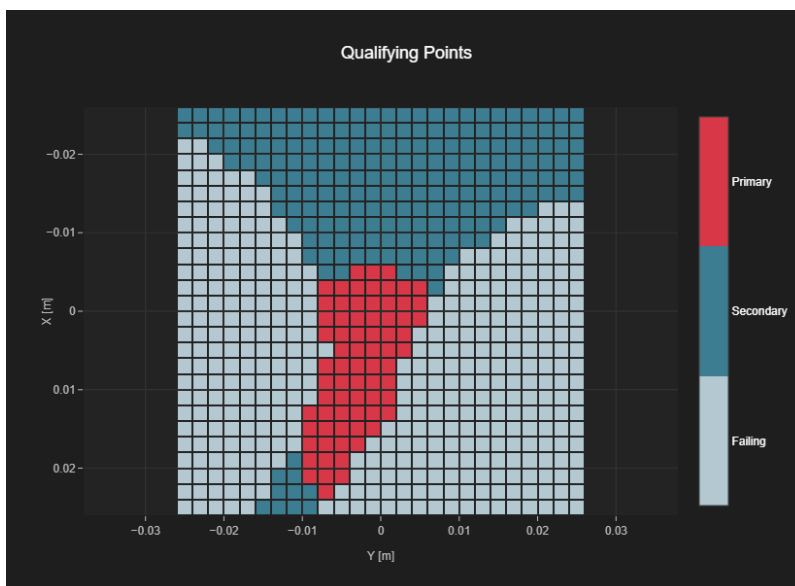 Qualifying Points
−0.02
−0.01
0
0.01
0.02
X [m]
−0.03
−0.02
−0.01
0
0.01
0.02
0.03
Y [m]
Primary
Secondary
Failing